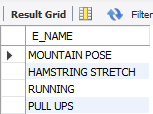 Result Grid Filter
E_NAME
MOUNTAIN POSE
HAMSTRING STRETCH
RUNNING
PULL UPS